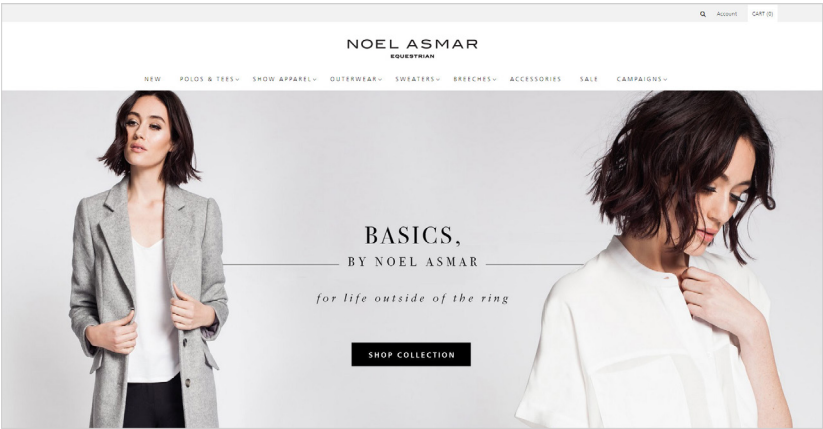 Account CART (0)
NOEL ASMAR
EQUESTRIAN
NEW POLOS & TEES SHOW APPAREL OUTERWEAR SWEATERS BREECHES ACCESSORIES SALE CAMPAIGNS
BASICS,
BY NOEL ASMAR
for life outside of the ring
SHOP COLLECTION